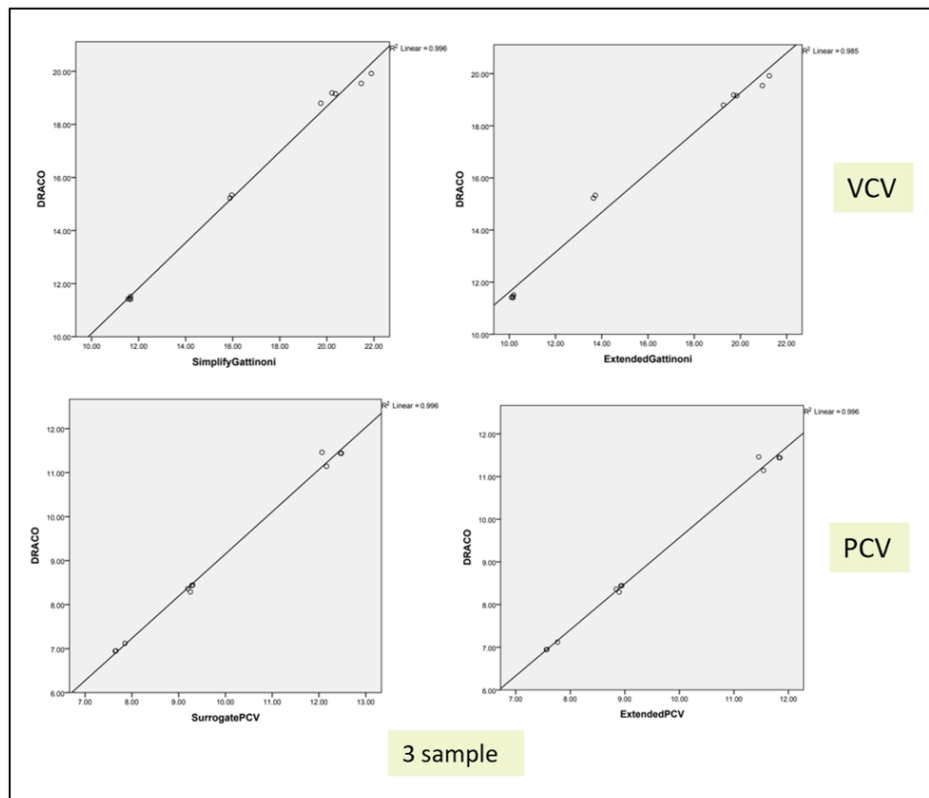 R² Linear = 0.996
20.00
18.00
16.00
14.00
12.00
10.00
DRACO
10.00 12.00 14.00 16.00 18.00 20.00 22.00
SimplifyGattinoni
R² Linear = 0.985
20.00
18.00
16.00
14.00
12.00
10.00
DRACO
10.00 12.00 14.00 16.00 18.00 20.00 22.00
ExtendedGattinoni
VCV
R² Linear = 0.996
12.00
11.00
10.00
9.00
8.00
7.00
6.00
DRACO
7.00 8.00 9.00 10.00 11.00 12.00 13.00
SurrogatePCV
R² Linear = 0.996
12.00
11.00
10.00
9.00
8.00
7.00
6.00
DRACO
7.00 8.00 9.00 10.00 11.00 12.00
ExtendedPCV
PCV
3 sample